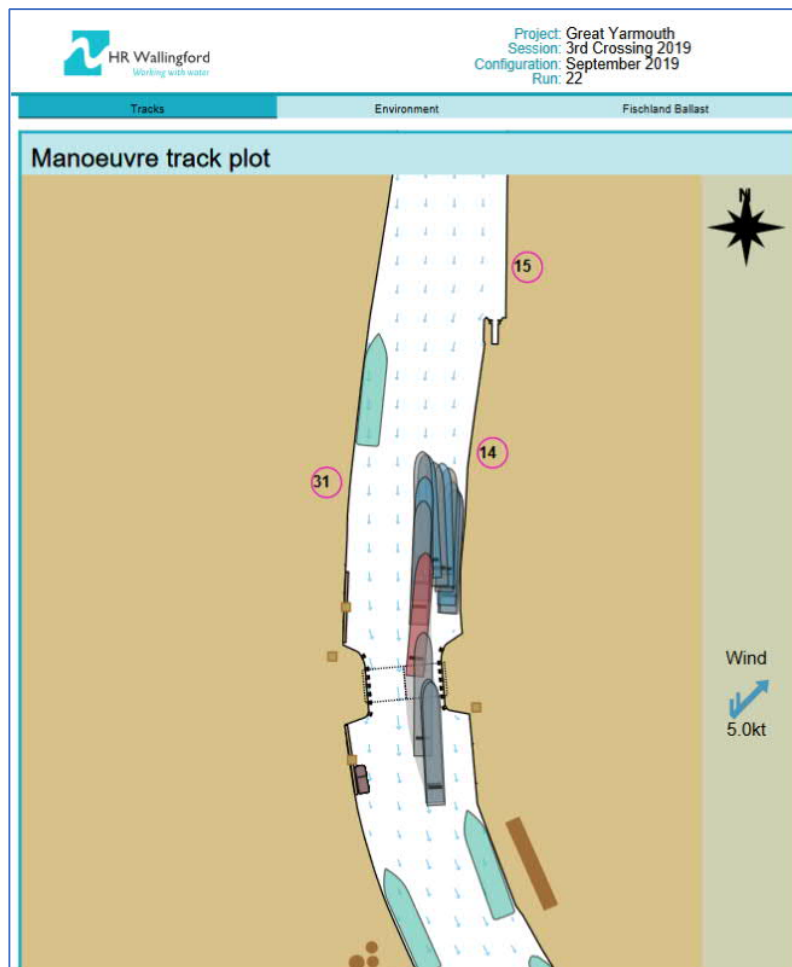 HR Wallingford
Working with water
Project: Great Yarmouth
Session: 3rd Crossing 2019
Configuration: September 2019
Run: 22
Tracks
Environment
Fischland Ballast
Manoeuvre track plot
N
15
14
31
Wind
5.0kt